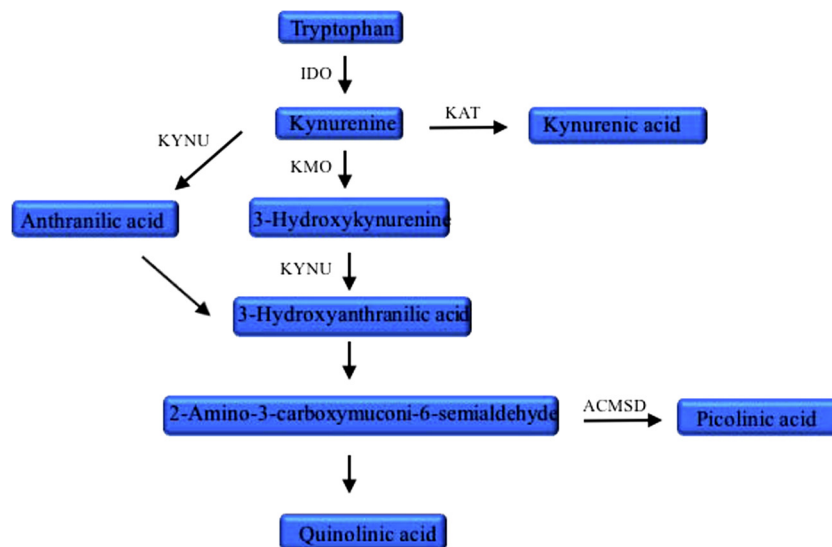 Tryptophan
IDO
Kynurenine
KAT
Kynurenic acid
KYNU
KMO
Anthranilic acid
3-Hydroxykynurenine
KYNU
3-Hydroxyanthranilic acid
2-Amino-3-carboxymuconi-6-semialdehyde
ACMSD
Picolinic acid
Quinolinic acid